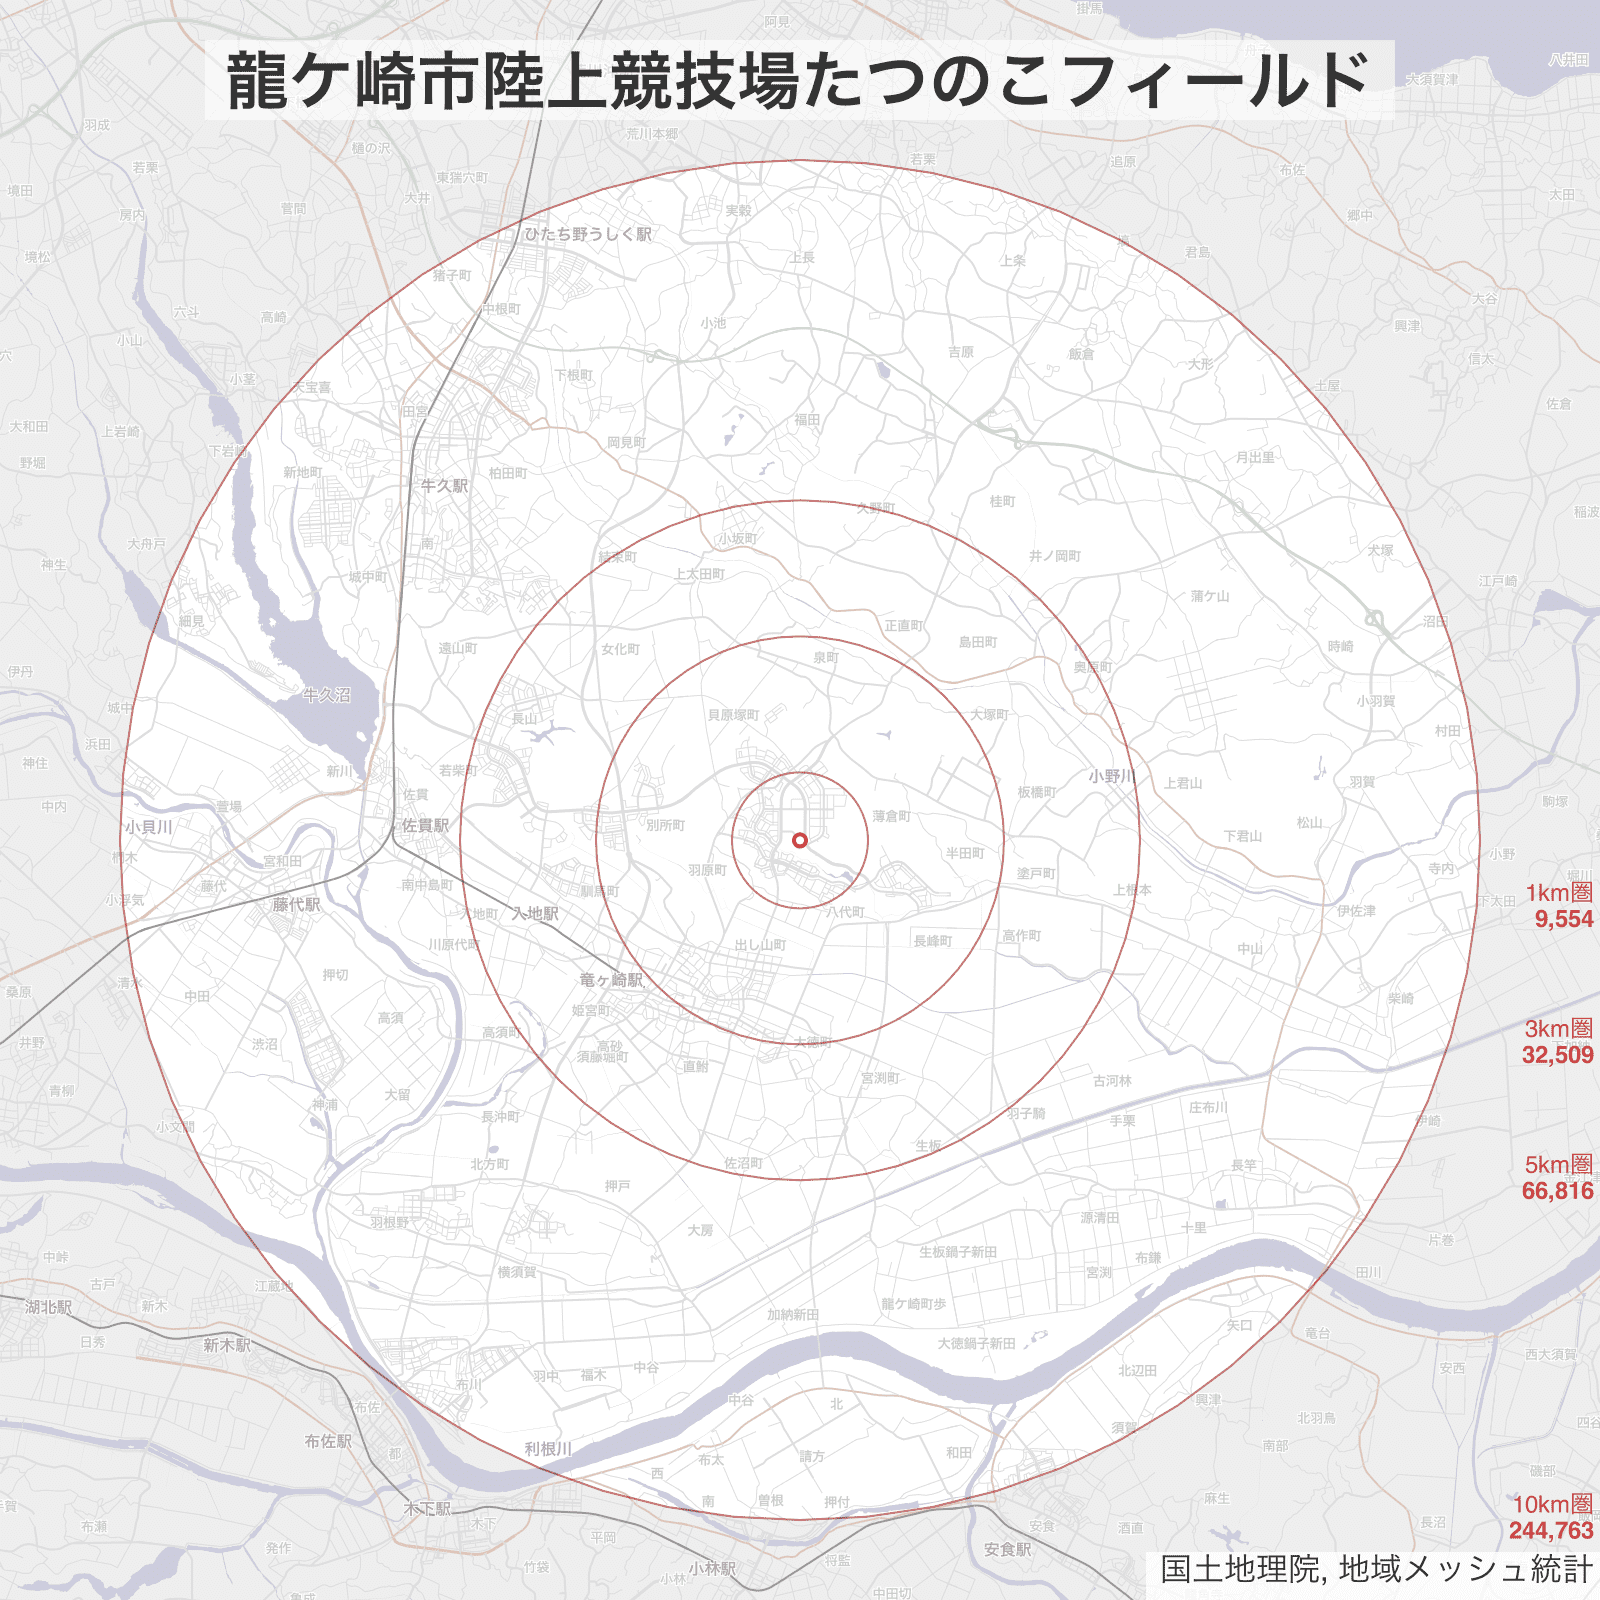 掛馬
阿見
龍ケ崎市陸上競技場たつのこフィールド
八井田
大須賀津
羽成
荒川本郷
樋の沢
若栗
若栗
追原
布佐
東猯穴町
境田
大井
太田
菅間
実穀
房内
郷中
ひたち野うしく駅
君島
境松
上長
上条
猪子町
大谷
中根町
六斗
高崎
小池
興津
小山
吉原
飯倉
信太
大形
下根町
小茎
天宝喜
土屋
佐倉
田宮
福田
大和田
上岩崎
岡見町
下岩崎
野堀
月出里
新地町
柏田町
牛久駅
桂町
久野町
稲波
小坂町
大舟戸
南
犬塚
結束町
井ノ岡町
神生
上太田町
城中町
江戸崎
蒲ケ山
細見
正直町
沼田
島田町
遠山町
女化町
時崎
泉町
奥原町
伊丹
牛久沼
小羽賀
城中
長山
貝原塚町
大塚町
村田
浜田
神住
新川
若柴町
小野川
上君山
羽賀
佐貫
板橋町
中内
萱場
駒塚
薄倉町
小貝川
佐貫駅
別所町
松山
下君山
半田町
小野
桐木
宮和田
羽原町
塗戸町
寺内
堀川
藤代
南中島町
馴馬町
上根本
1km圏
小浮気
藤代駅
入地町
入地駅
八代町
伊佐津
下太田
9,554
川原代町
出し山町
長峰町
高作町
中山
押切
竜ヶ崎駅
清水
桑原
中田
柴崎
姫宮町
高須
3km圏
高須町
井野
渋沼
高砂
大徳町
32,509
須藤堀町
直鮒
宮渕町
古河林
青柳
大留
神浦
庄布川
長沖町
羽子騎
手栗
伊崎
小文間
生板
北方町
佐沼町
長竿
5km圏
押戸
66,816
羽根野
源清田
大房
十里
片巻
生板鍋子新田
中峠
布鎌
横須賀
宮渕
田川
江蔵地
古戸
湖北駅
新木
龍ケ崎町歩
加納新田
矢口
日秀
新木駅
竜台
大徳鍋子新田
西大須賀
中谷
安西
羽中
福木
北辺田
布川
中谷
興津
布佐
北
北羽鳥
須賀
四谷
布佐駅
利根川
都
南部
布太
請方
和田
西
磯部
麻生
10km圏
南
曽根
押付
木下駅
長沼
244,763
布瀬
木下
平岡
安食
酒直
発作
安食駅
将監
竹袋
小林駅
小林
国土地理院, 地域メッシュ統計
亀成
中田切